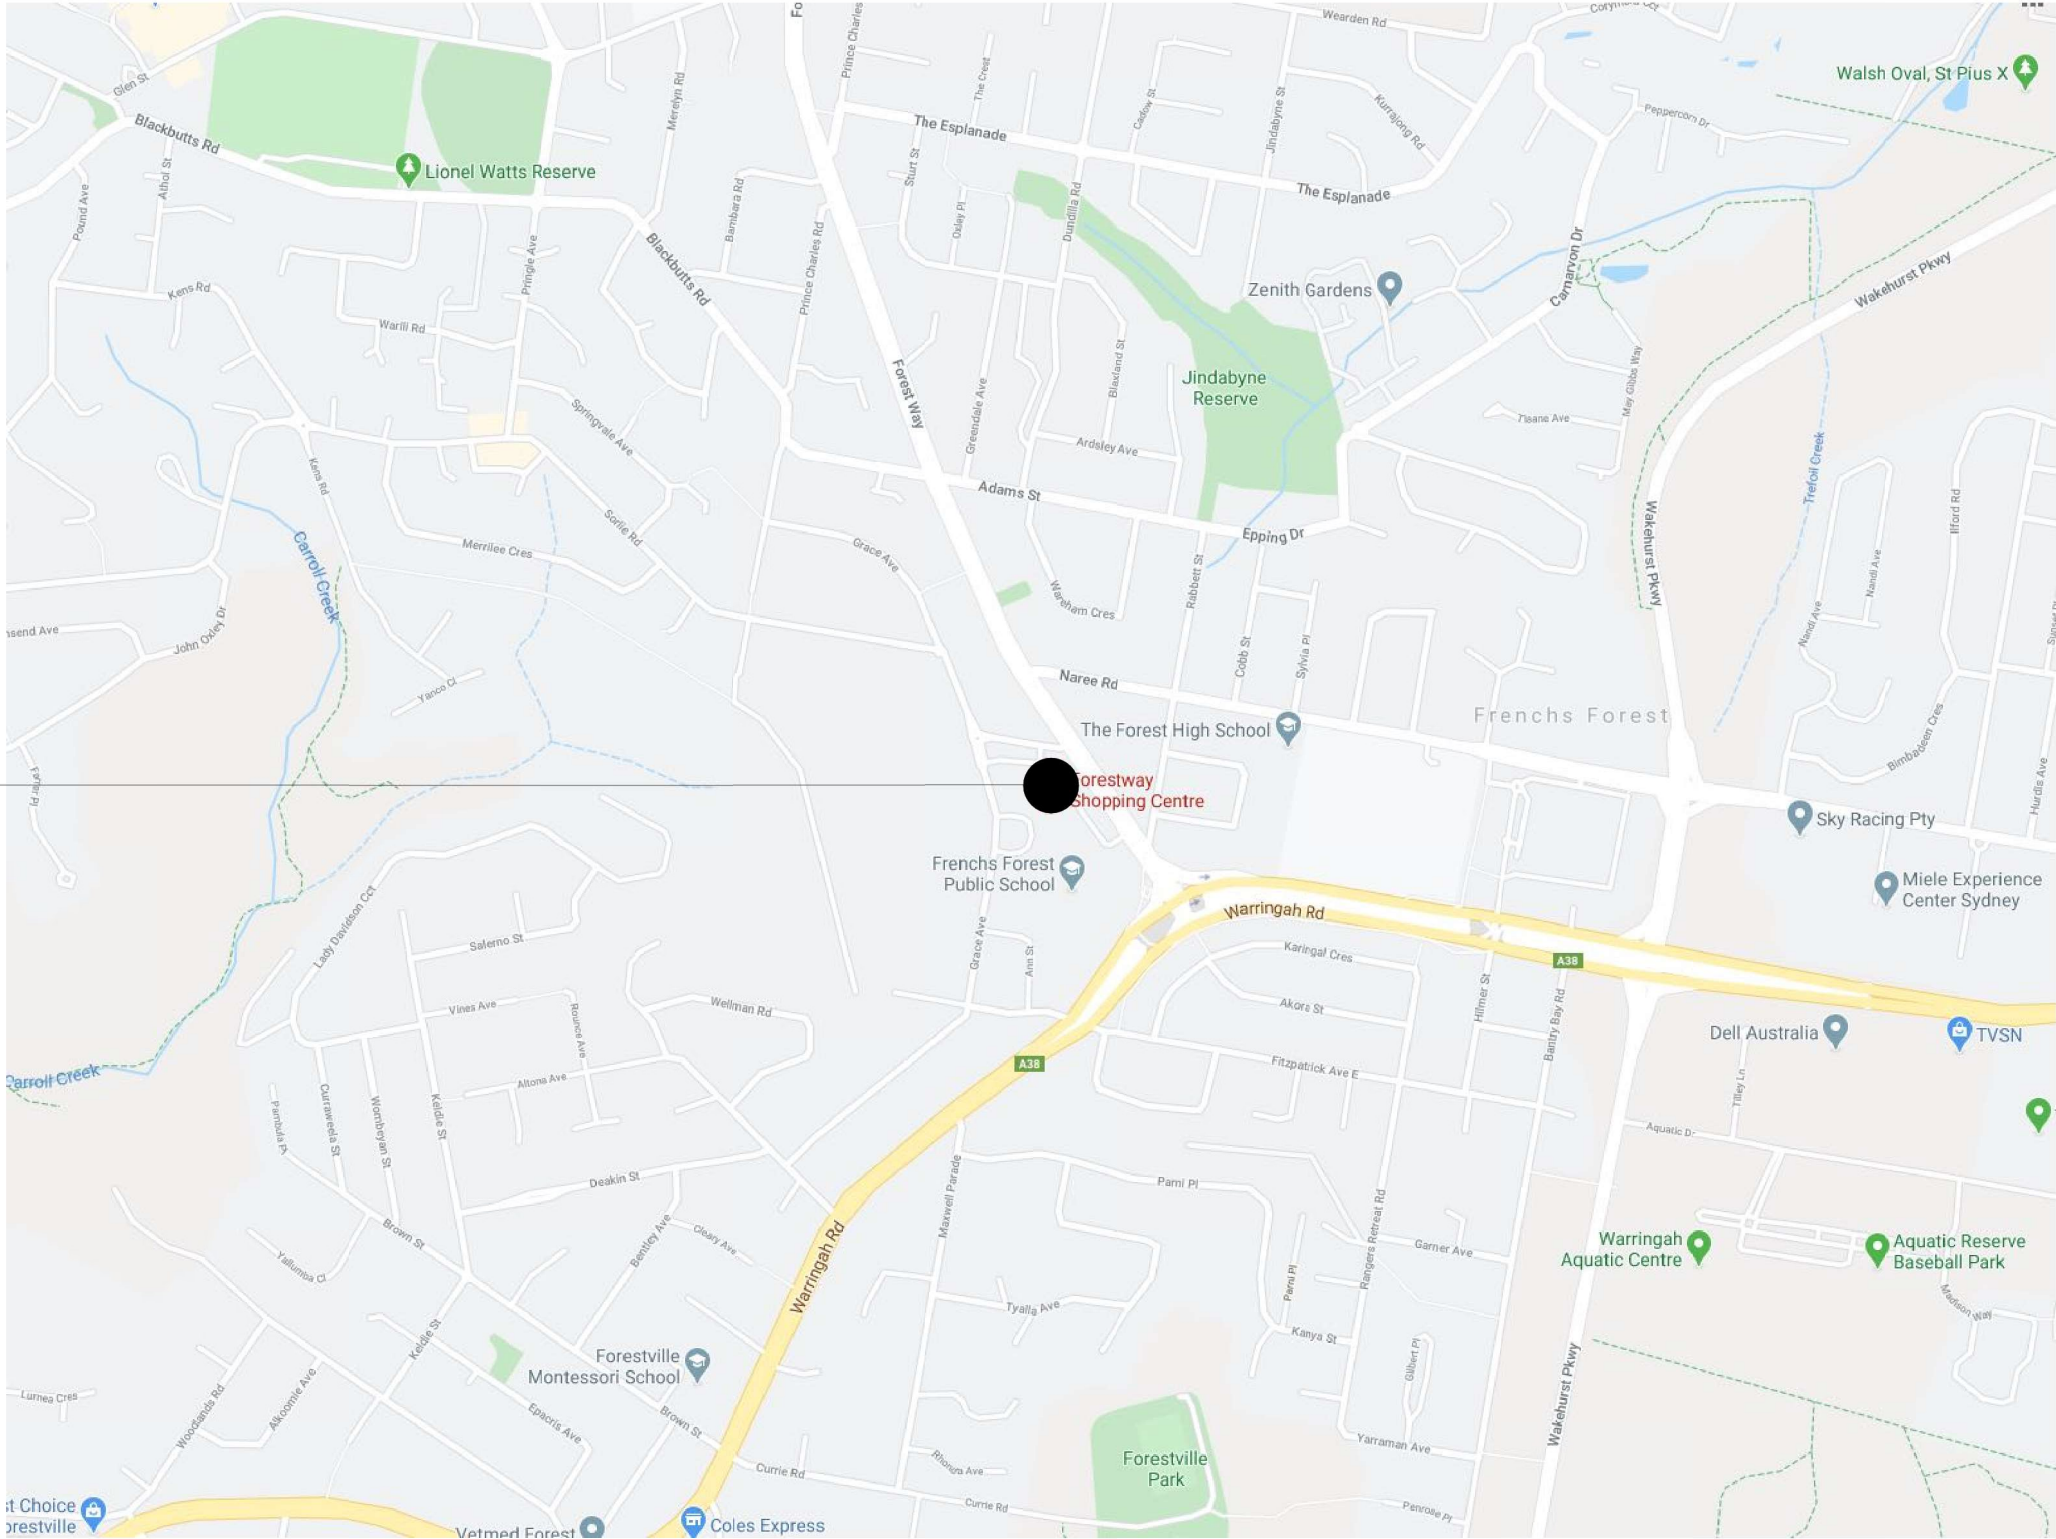 Wearden Rd
Glen St
Blackbutts Rd
Lionel Watts Reserve
Merelyn Rd
Prince Charles
The Crest
The Esplanade
Cadow St
Jindabyne St
Kurrajong Rd
Peppercorn Dr
Walsh Oval, St Pius X
Pound Ave
Athol St
Kens Rd
Warili Rd
Pringle Ave
Blackbutts Rd
Bambara Rd
Prince Charles Rd
Sturt St
Oxley Pl
Dundilla Rd
The Esplanade
Zenith Gardens
Carnarvon Dr
Wakehurst Pkwy
Forest Way
Greendale Ave
Blaxland St
Jindabyne
Reserve
May Gibbs Way
Ardsley Ave
Springvale Ave
Kens Rd
Sorlie Rd
Merrilee Cres
Carroll Creek
John Oxley Dr
Yanco Cl
Grace Ave
Adams St
Epping Dr
Wareham Cres
Rabbett St
Cobb St
Sylvia Pl
Wakehurst Pkwy
Trefoil Creek
Nandi Ave
Nandi Ave
Ilford Rd
Naree Rd
The Forest High School
Frenchs Forest
Bimbadeen Cres
Hurdis Ave
Forestway
Shopping Centre
Sky Racing Pty
Frenchs Forest
Public School
Miele Experience
Center Sydney
Warringah Rd
A38
Lady Davidson Cct
Salerno St
Grace Ave
Ann St
Karingal Cres
Akora St
Hilmer St
Bantry Bay Rd
Vines Ave
Rounce Ave
Wellman Rd
Dell Australia
TVSN
Carroll Creek
A38
Altona Ave
Fitzpatrick Ave E
Tilley Ln
Aquatic Dr
Pambula Pl
Curraweela St
Wombeyan St
Keldie St
Deakin St
Maxwell Parade
Parni Pl
Brown St
Bentley Ave
Cleary Ave
Yallumba Cl
Warringah Rd
Rangers Retreat Rd
Garner Ave
Parni Pl
Warringah
Aquatic Centre
Aquatic Reserve
Baseball Park
Madison Way
Tyalla Ave
Kanya St
Gilbert Pl
Keldie St
Forestville
Montessori School
Lurnea Cres
Woodlands Rd
Alkoomie Ave
Epacris Ave
Brown St
Wakehurst Pkwy
Yarraman Ave
Currie Rd
Rhonda Ave
Forestville
Park
Currie Rd
Penrose Pl
st Choice
orestville
Vetmed Forest
Coles Express